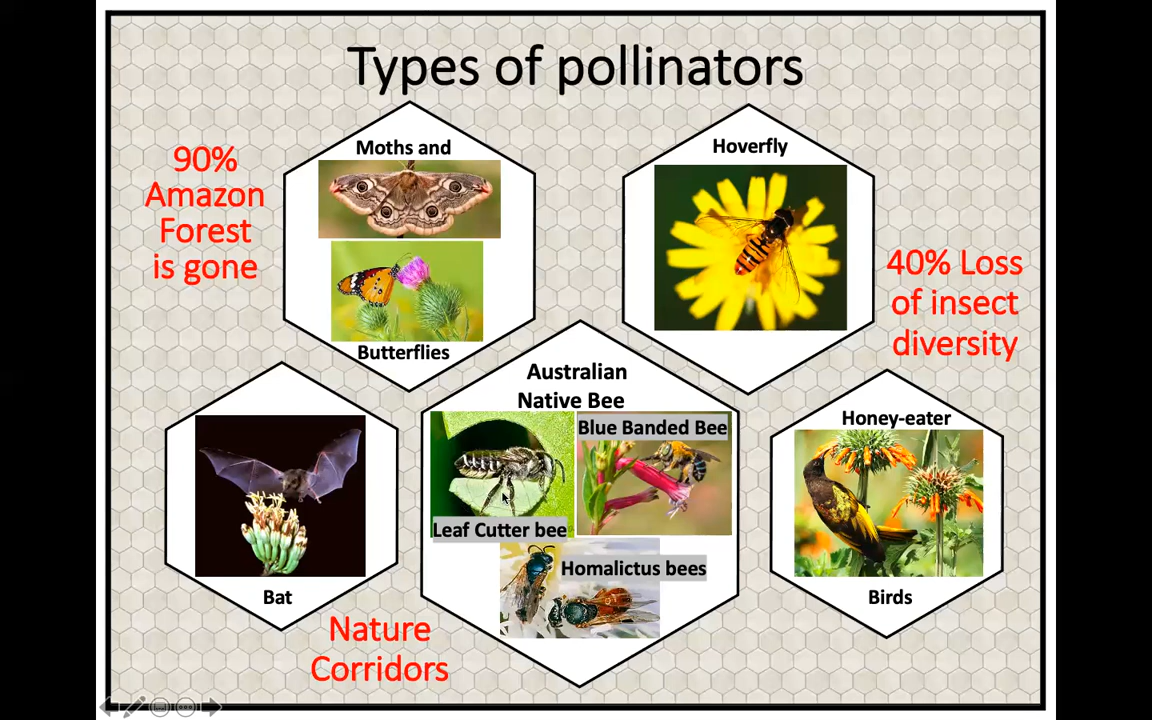 Types of pollinators
90%
Amazon
Forest
is gone
Moths and
Butterflies
Hoverfly
40% Loss
of insect
diversity
Bat
Australian
Native Bee
Blue Banded Bee
Leaf Cutter bee
Homalictus bees
Honey-eater
Birds
Nature
Corridors